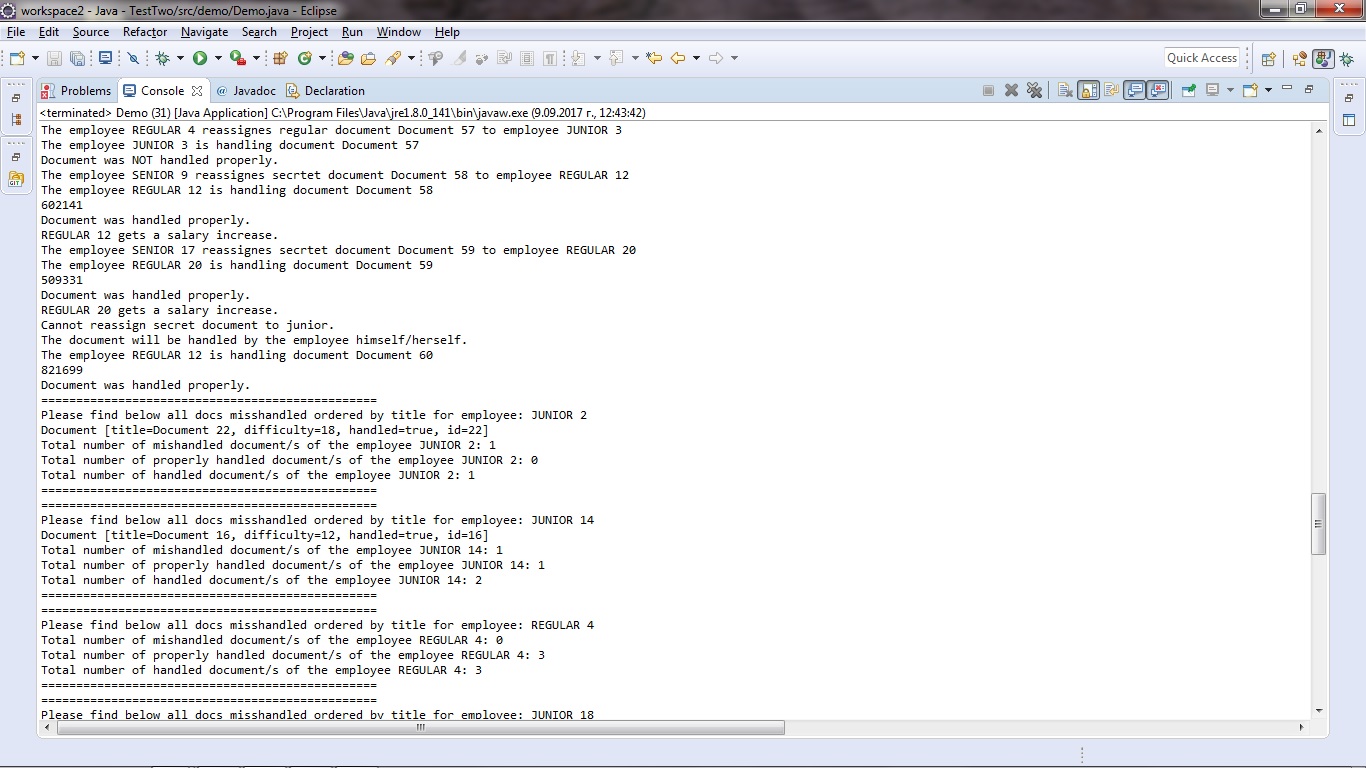 workspace2 - Java - TestTwo/src/demo/Demo.java - Eclipse
File Edit Source Refactor Navigate Search Project Run Window Help
Quick Access
Problems Console Javadoc Declaration
<terminated> Demo (31) [Java Application] C:\Program Files\Java\jre1.8.0_141\bin\javaw.exe (9.09.2017 г., 12:43:42)
The employee REGULAR 4 reassignes regular document Document 57 to employee JUNIOR 3
The employee JUNIOR 3 is handling document Document 57
Document was NOT handled properly.
The employee SENIOR 9 reassignes secrtet document Document 58 to employee REGULAR 12
The employee REGULAR 12 is handling document Document 58
602141
Document was handled properly.
REGULAR 12 gets a salary increase.
The employee SENIOR 17 reassignes secrtet document Document 59 to employee REGULAR 20
The employee REGULAR 20 is handling document Document 59
509331
Document was handled properly.
REGULAR 20 gets a salary increase.
Cannot reassign secret document to junior.
The document will be handled by the employee himself/herself.
The employee REGULAR 12 is handling document Document 60
821699
Document was handled properly.
================================================
Please find below all docs misshandled ordered by title for employee: JUNIOR 2
Document [title=Document 22, difficulty=18, handled=true, id=22]
Total number of mishandled document/s of the employee JUNIOR 2: 1
Total number of properly handled document/s of the employee JUNIOR 2: 0
Total number of handled document/s of the employee JUNIOR 2: 1
================================================
================================================
Please find below all docs misshandled ordered by title for employee: JUNIOR 14
Document [title=Document 16, difficulty=12, handled=true, id=16]
Total number of mishandled document/s of the employee JUNIOR 14: 1
Total number of properly handled document/s of the employee JUNIOR 14: 1
Total number of handled document/s of the employee JUNIOR 14: 2
================================================
================================================
Please find below all docs misshandled ordered by title for employee: REGULAR 4
Total number of mishandled document/s of the employee REGULAR 4: 0
Total number of properly handled document/s of the employee REGULAR 4: 3
Total number of handled document/s of the employee REGULAR 4: 3
================================================
================================================
Please find below all docs misshandled ordered by title for employee: JUNIOR 18